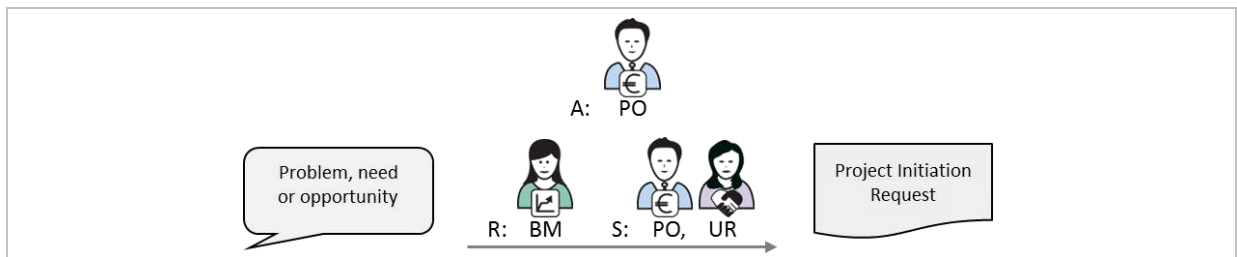 €
A: PO
Problem, need
or opportunity
€
R: BM S: PO, UR
Project Initiation
Request